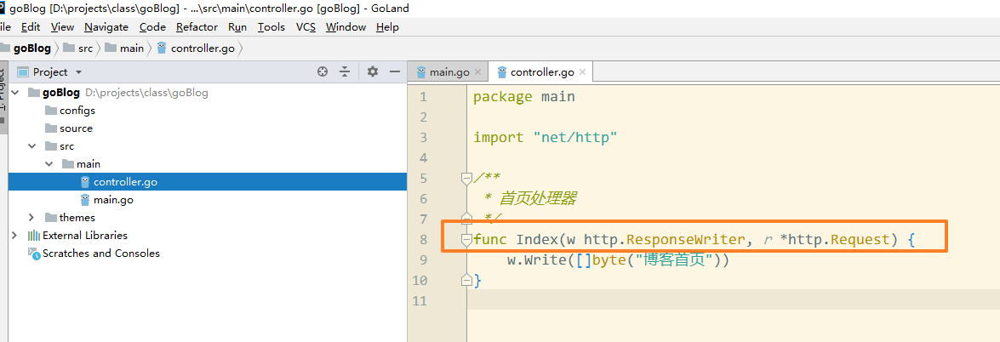 goBlog [D:\projects\class\goBlog] - ...\src\main\controller.go [goBlog] - GoLand
ile Edit View Navigate Code Refactor Run Tools VCS Window Help
goBlog src main controller.go
Project
main.go controller.go
goBlog D:\projects\class\goBlog
configs
source
src
main
controller.go
main.go
themes
External Libraries
Scratches and Consoles
1 package main
2
3 import "net/http"
4
5 /**
6 * 首页处理器
7 */
8 func Index(w http.ResponseWriter, r *http.Request) {
9 w.Write([]byte("博客首页"))
10 }
11